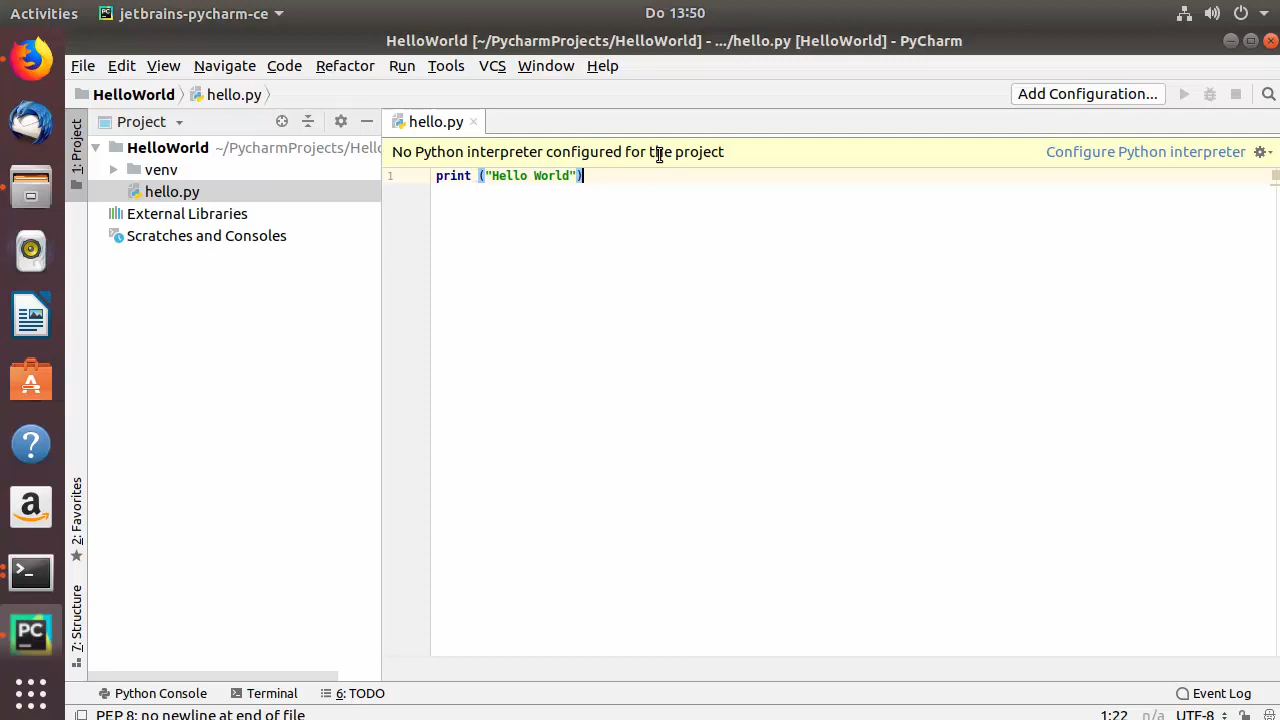 Activities
jetbrains-pycharm-ce
Do 13:50
HelloWorld [~/PycharmProjects/HelloWorld] - .../hello.py [HelloWorld] - PyCharm
File Edit View Navigate Code Refactor Run Tools VCS Window Help
HelloWorld hello.py
Add Configuration...
1: Project
Project
hello.py
HelloWorld ~/PycharmProjects/Hello
venv
hello.py
External Libraries
Scratches and Consoles
No Python interpreter configured for the project
Configure Python interpreter
1 print ("Hello World")
2: Favorites
7: Structure
a
>_
PC
Python Console
Terminal
6: TODO
Event Log
PEP 8: no newline at end of file
1:22 n/a UTF-8